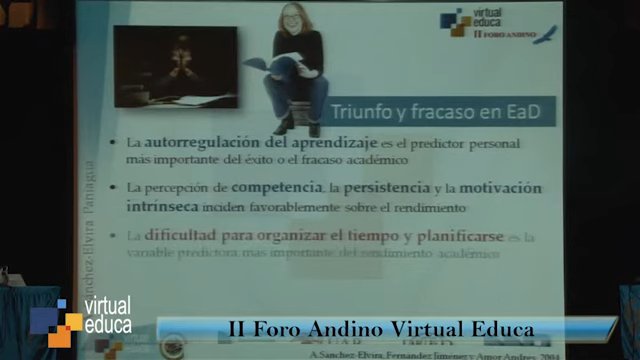 virtual
educa
II FORO ANDINO
Triunfo y fracaso en EaD
• La autorregulación del aprendizaje es el predictor personal
más importante del éxito o el fracaso académico
• La percepción de competencia, la persistencia y la motivación
intrínseca inciden favorablemente sobre el rendimiento
• La dificultad para organizar el tiempo y planificarse es la
variable predictora más importante del rendimiento académico
Sánchez-Elvira Paniagua
virtual
educa
II Foro Andino Virtual Educa
A.Sánchez-Elvira, Fernández Jiménez y Amor Andrés, 2004